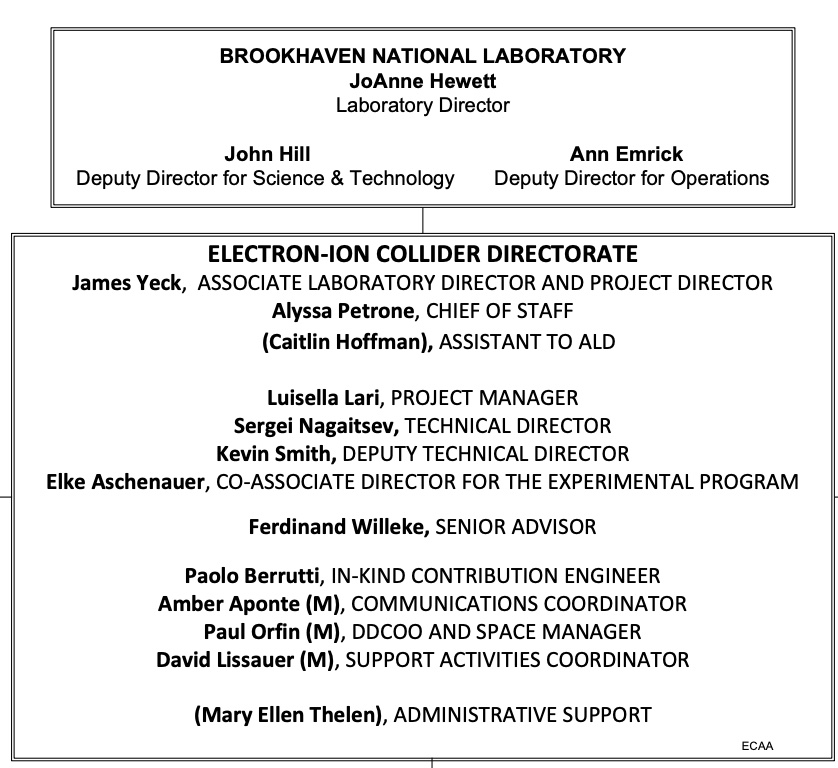 BROOKHAVEN NATIONAL LABORATORY
JoAnne Hewett
Laboratory Director
John Hill
Deputy Director for Science & Technology
Ann Emrick
Deputy Director for Operations
ELECTRON-ION COLLIDER DIRECTORATE
James Yeck, ASSOCIATE LABORATORY DIRECTOR AND PROJECT DIRECTOR
Alyssa Petrone, CHIEF OF STAFF
(Caitlin Hoffman), ASSISTANT TO ALD
Luisella Lari, PROJECT MANAGER
Sergei Nagaitsev, TECHNICAL DIRECTOR
Kevin Smith, DEPUTY TECHNICAL DIRECTOR
Elke Aschenauer, CO-ASSOCIATE DIRECTOR FOR THE EXPERIMENTAL PROGRAM
Ferdinand Willeke, SENIOR ADVISOR
Paolo Berrutti, IN-KIND CONTRIBUTION ENGINEER
Amber Aponte (M), COMMUNICATIONS COORDINATOR
Paul Orfin (M), DDCOO AND SPACE MANAGER
David Lissauer (M), SUPPORT ACTIVITIES COORDINATOR
(Mary Ellen Thelen), ADMINISTRATIVE SUPPORT
ECAA